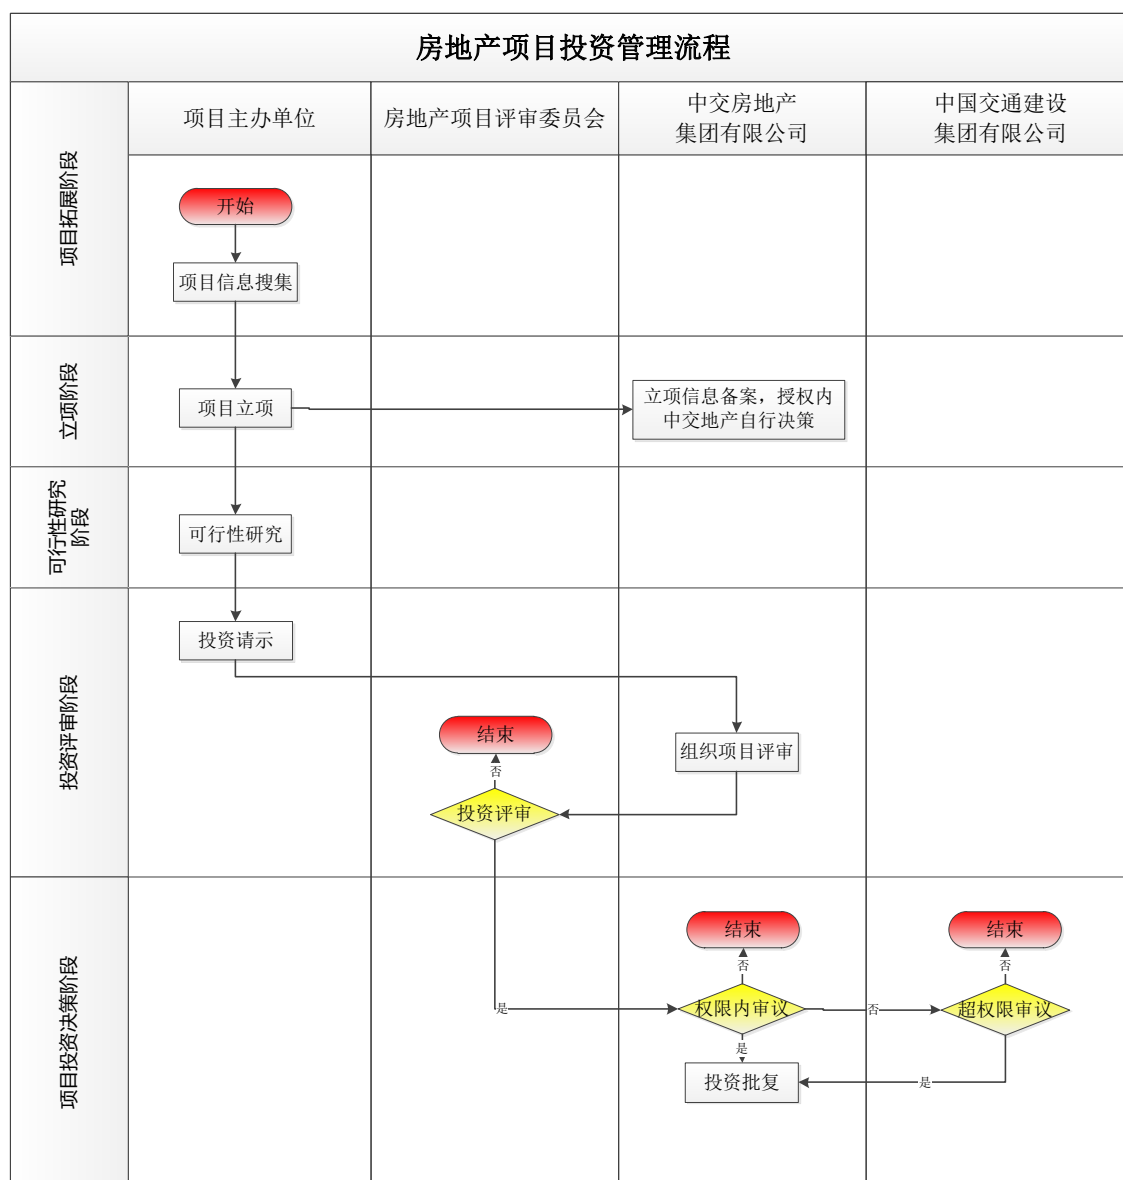 房地产项目投资管理流程
项目主办单位
房地产项目评审委员会
中交房地产
集团有限公司
中国交通建设
集团有限公司
项目拓展阶段
开始
项目信息搜集
立项阶段
项目立项
立项信息备案，授权内
中交地产自行决策
可行性研究
阶段
可行性研究
投资评审阶段
投资请示
结束
组织项目评审
否
投资评审
项目投资决策阶段
结束
结束
否
否
是
权限内审议
否
超权限审议
是
投资批复
是